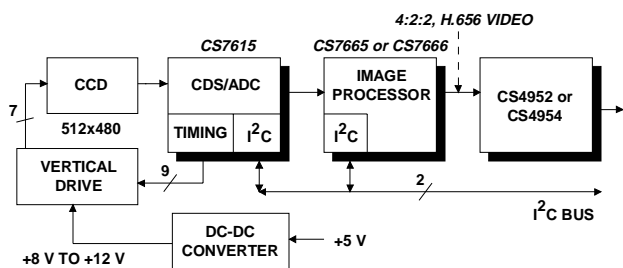 4:2:2, H.656 VIDEO
CS7615
CS7665 or CS7666
CCD
CDS/ADC
IMAGE
PROCESSOR
CS4952 or
CS4954
7
512x480
TIMING
I²C
I²C
VERTICAL
DRIVE
9
2
I²C BUS
DC-DC
CONVERTER
+5 V
+8 V TO +12 V